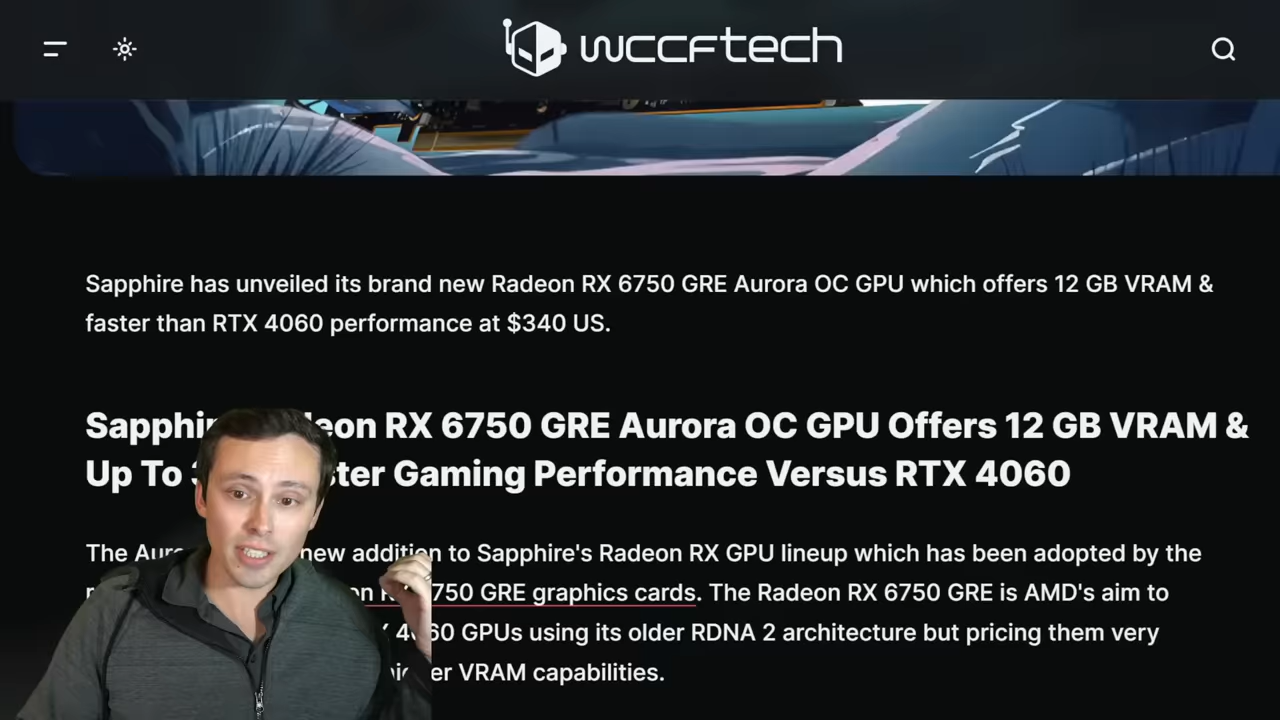 wccftech
Sapphire has unveiled its brand new Radeon RX 6750 GRE Aurora OC GPU which offers 12 GB VRAM &
faster than RTX 4060 performance at $340 US.
eon RX 6750 GRE Aurora OC GPU Offers 12 GB VRAM &
Up To ster Gaming Performance Versus RTX 4060
The new addition to Sapphire's Radeon RX GPU lineup which has been adopted by the
750 GRE graphics cards. The Radeon RX 6750 GRE is AMD's aim to
60 GPUs using its older RDNA 2 architecture but pricing them very
er VRAM capabilities.